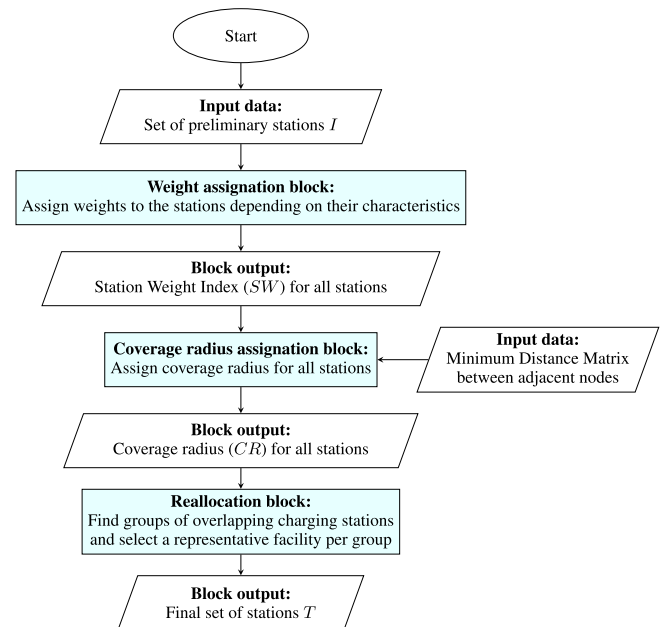 Start
Input data:
Set of preliminary stations I
Weight assignation block:
Assign weights to the stations depending on their characteristics
Block output:
Station Weight Index (SW) for all stations
Coverage radius assignation block:
Assign coverage radius for all stations
Input data:
Minimum Distance Matrix
between adjacent nodes
Block output:
Coverage radius (CR) for all stations
Reallocation block:
Find groups of overlapping charging stations
and select a representative facility per group
Block output:
Final set of stations T